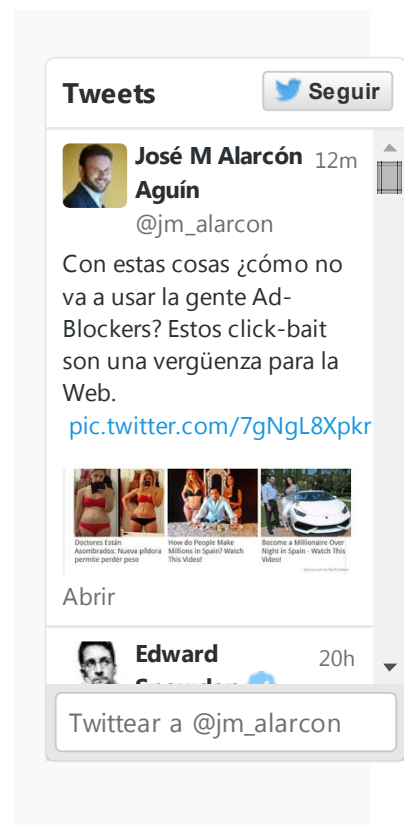 Tweets
Seguir
José M Alarcón
12m
Aguín
@jm_alarcon
Con estas cosas ¿cómo no
va a usar la gente Ad-
Blockers? Estos click-bait
son una vergüenza para la
Web.
pic.twitter.com/7gNgL8Xpkr
Doctores Están
Asombrados: Nueva píldora
permite perder peso
How do People Make
Millions in Spain? Watch
This Video!
Become a Millionaire Over
Night in Spain - Watch This
Video!
Abrir
Edward
20h
Twittear a @jm_alarcon